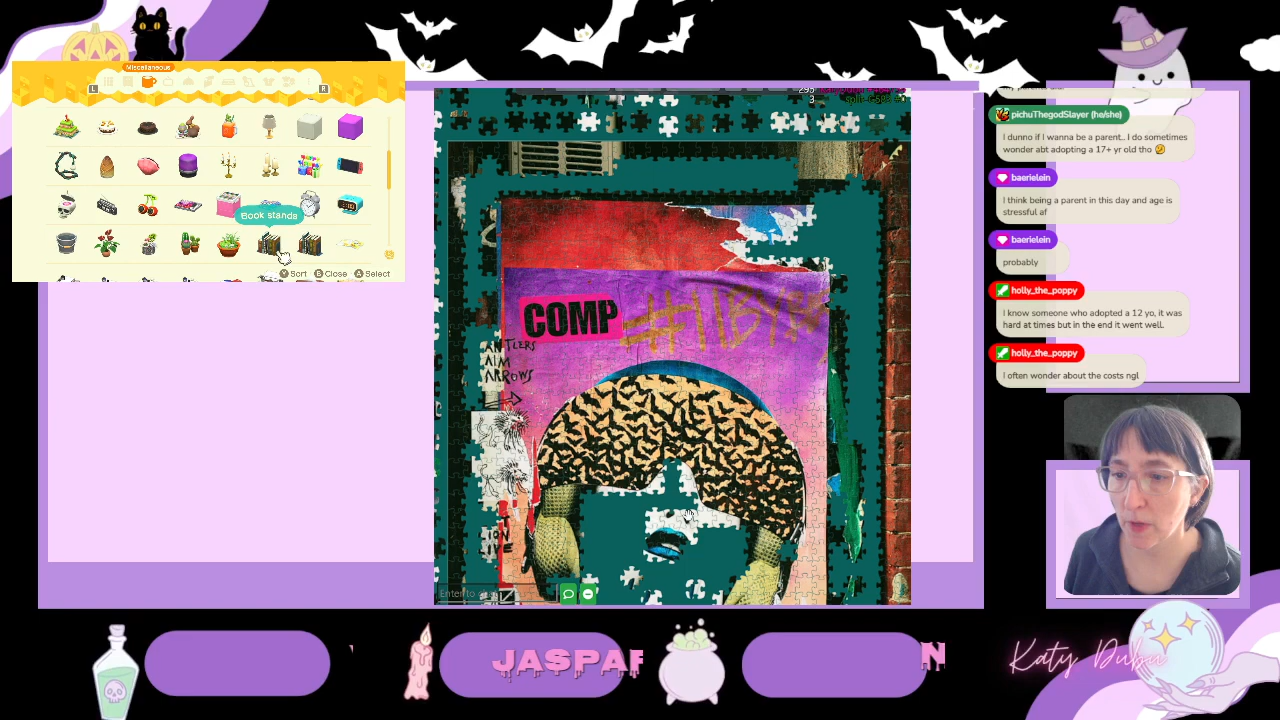 Miscellaneous
L
R
Book stands
Y Sort B Close A Select
295
3
COMP
ANTLERS
AIM
ARROWS
pichuThegodSlayer (he/she)
I dunno if I wanna be a parent.. I do sometimes
wonder abt adopting a 17+ yr old tho
baerielein
I think being a parent in this day and age is
stressful af
baerielein
probably
holly_the_poppy
I know someone who adopted a 12 yo, it was
hard at times but in the end it went well.
holly_the_poppy
I often wonder about the costs ngl
JASPAR
N
Katy Dubu